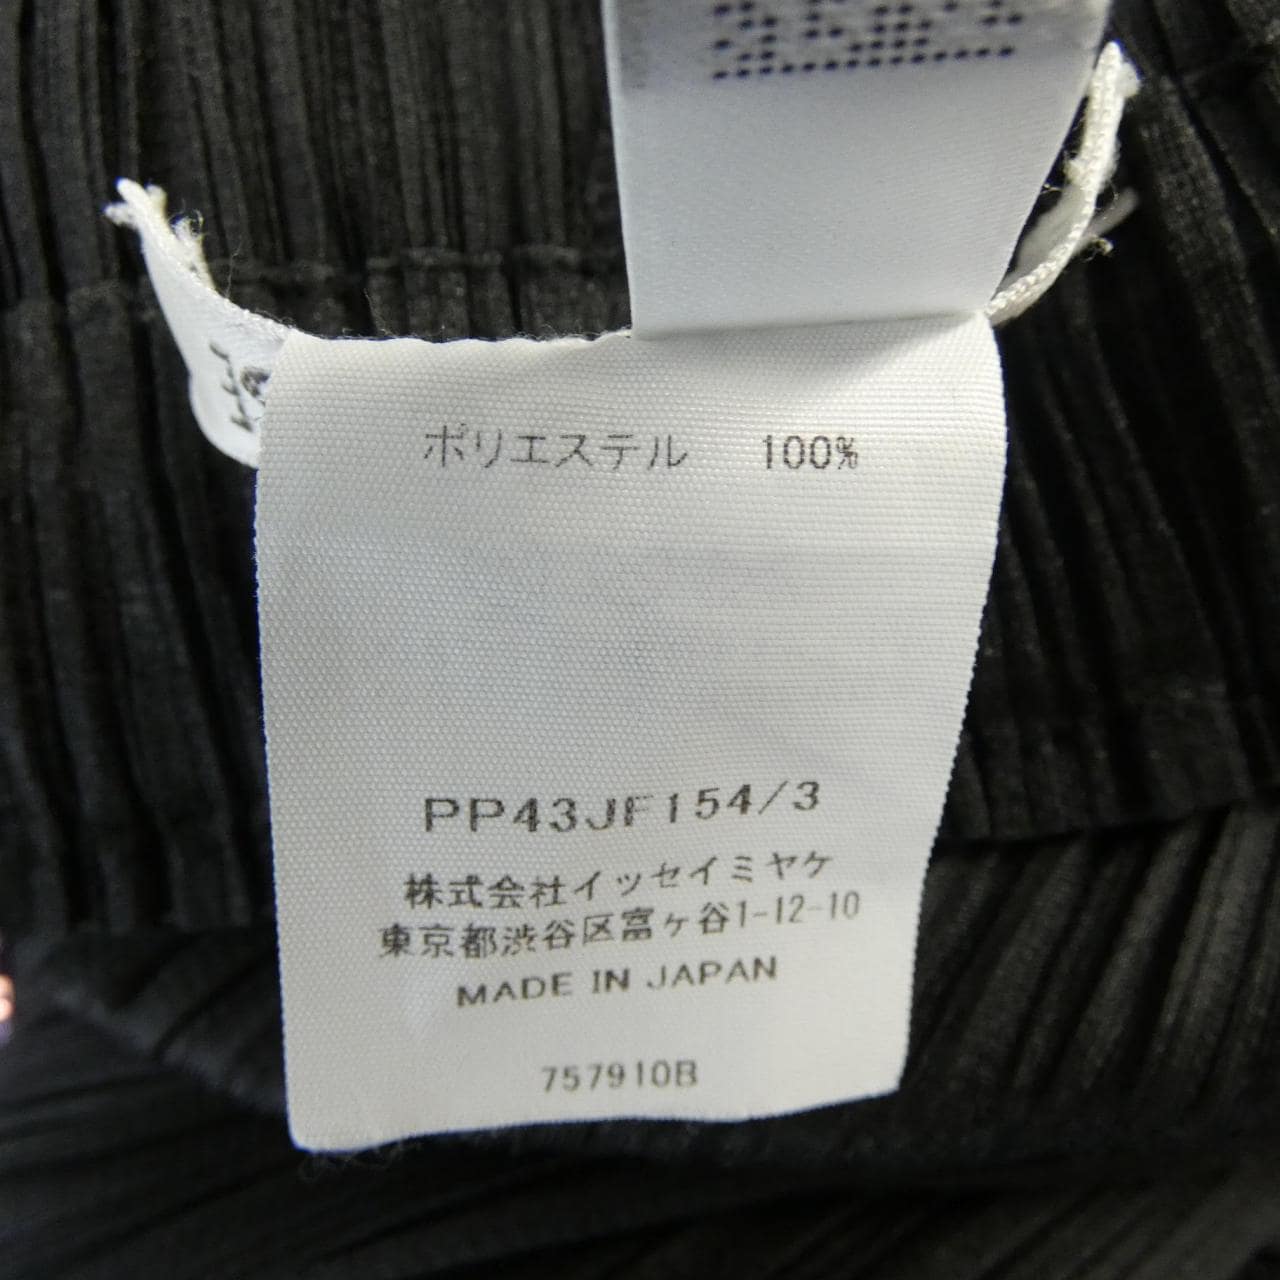 ポリエステル 100%
PP43JF154/3
株式会社イッセイミヤケ
東京都渋谷区富ヶ谷1-12-10
MADE IN JAPAN
757910B